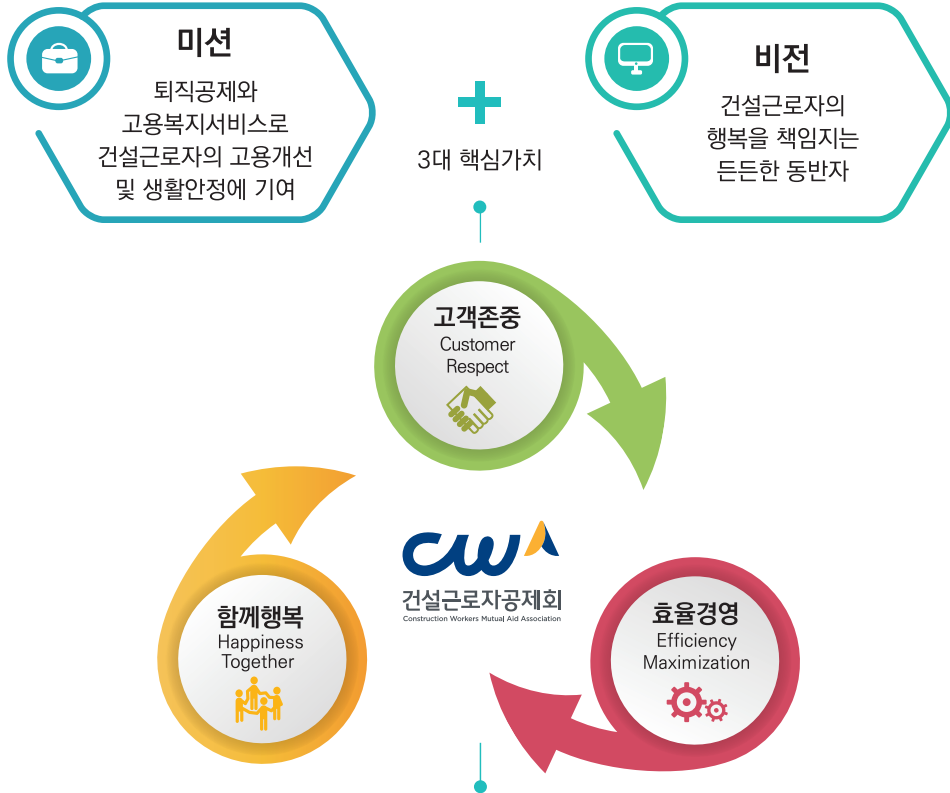 미션
퇴직공제와
고용복지서비스로
건설근로자의 고용개선
및 생활안정에 기여
3대 핵심가치
비전
건설근로자의
행복을 책임지는
든든한 동반자
고객존중
Customer
Respect
CWA
건설근로자공제회
Construction Workers Mutual Aid Association
함께행복
Happiness
Together
효율경영
Efficiency
Maximization